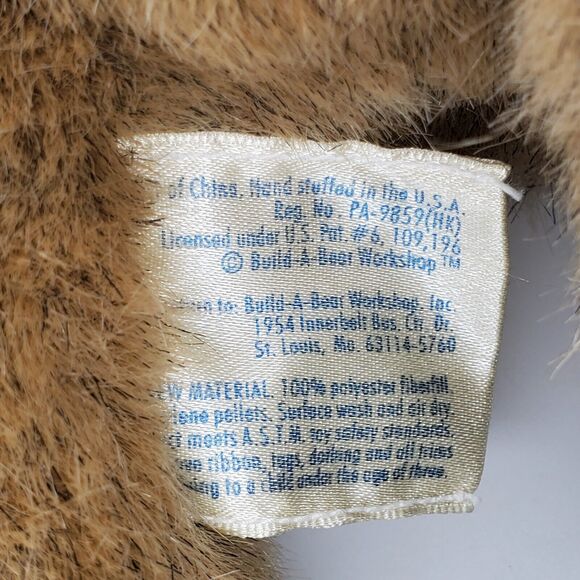 of China. Hand stuffed in the U.S.A.
Reg. No. PA-9859(HK)
Licensed under U.S. Pat. #6,109,196
© Build-A-Bear Workshop™
to: Build-A-Bear Workshop, Inc.
1954 Innerbelt Bus. Ctr. Dr.
St. Louis, Mo. 63114-5760
MATERIAL. 100% polyester fiberfill
pellets. Surface wash and air dry.
meets A.S.T.M. toy safety standards.
ribbon, tags, clothing and all trims
to a child under the age of three.